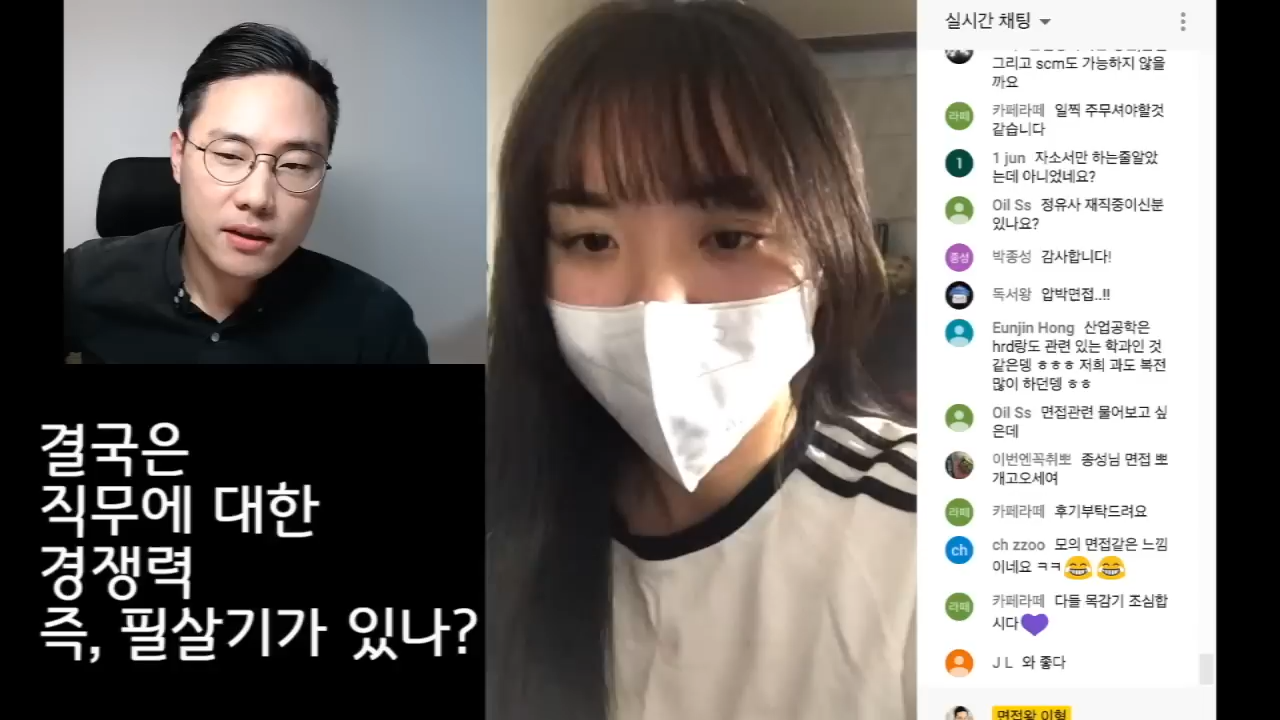 결국은
직무에 대한
경쟁력
즉, 필살기가 있나?
실시간 채팅
그리고 scm도 가능하지 않을
까요
라떼
카페라떼 일찍 주무셔야할것
같습니다
1
1 jun 자소서만 하는줄알았
는데 아니었네요?
Oil Ss 정유사 재직중이신분
있나요?
종성
박종성 감사합니다!
독서왕 압박면접..!!
Eunjin Hong 산업공학은
hrd랑도 관련 있는 학과인 것
같은뎅 ㅎㅎㅎ 저희 과도 복전
많이 하던뎅 ㅎㅎ
Oil Ss 면접관련 물어보고 싶
은데
이번엔꼭취뽀 종성님 면접 뽀
개고오세여
라떼
카페라떼 후기부탁드려요
ch
ch zzoo 모의 면접같은 느낌
이네요 ㅋㅋ😂 😂
라떼
카페라떼 다들 목감기 조심합
시다💜
J L 와 좋다
면접왕 이형